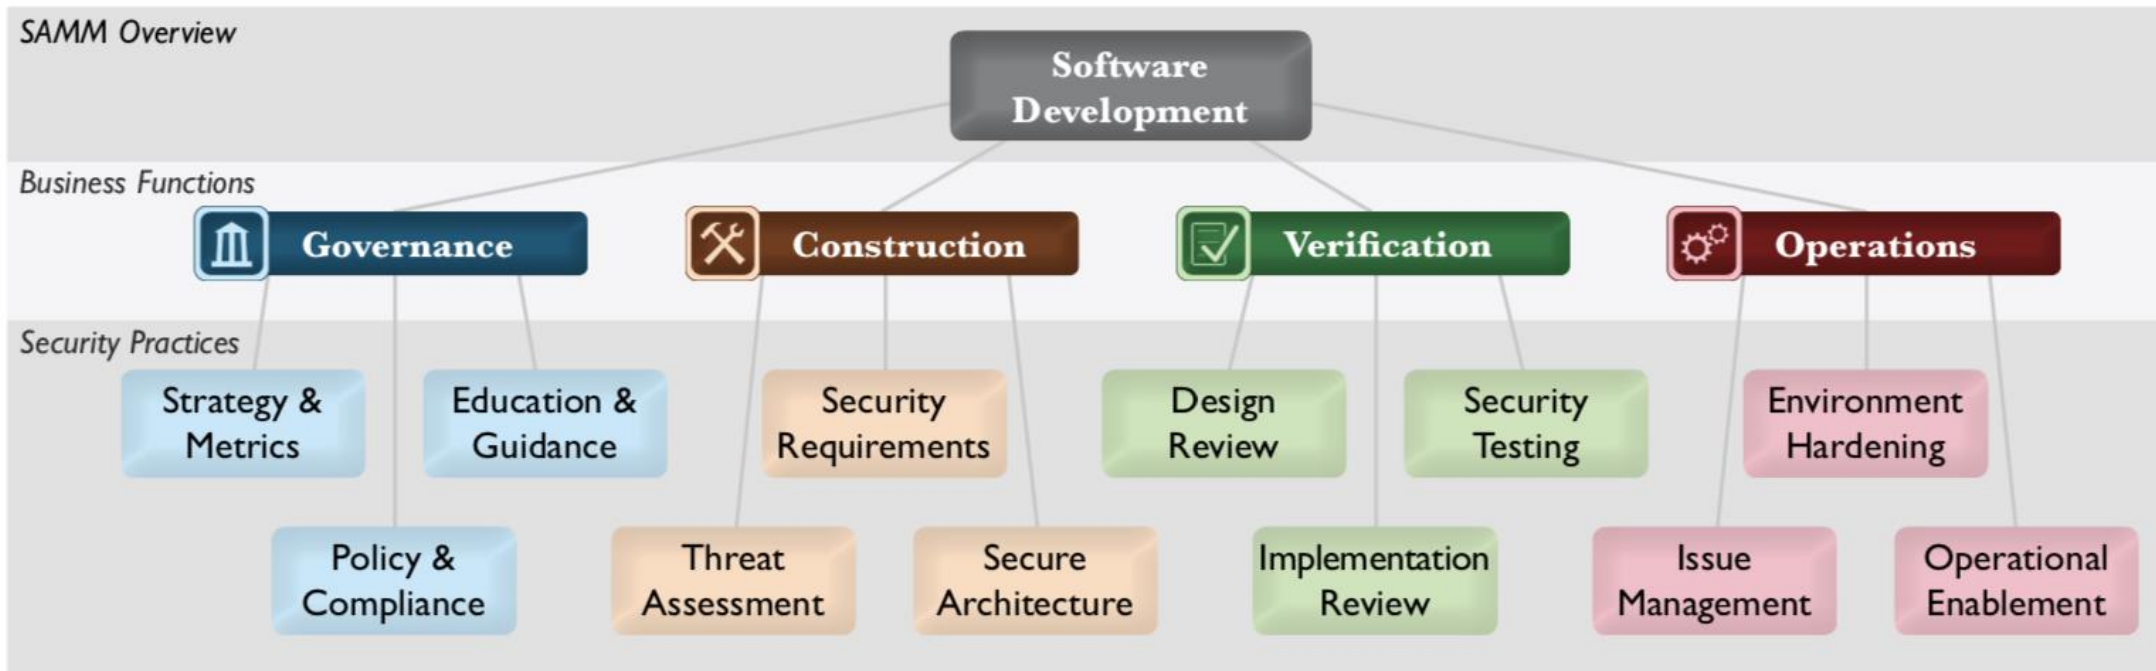 SAMM Overview
Software
Development
Business Functions
Governance
Construction
Verification
Operations
Security Practices
Strategy &
Metrics
Education &
Guidance
Security
Requirements
Design
Review
Security
Testing
Environment
Hardening
Policy &
Compliance
Threat
Assessment
Secure
Architecture
Implementation
Review
Issue
Management
Operational
Enablement